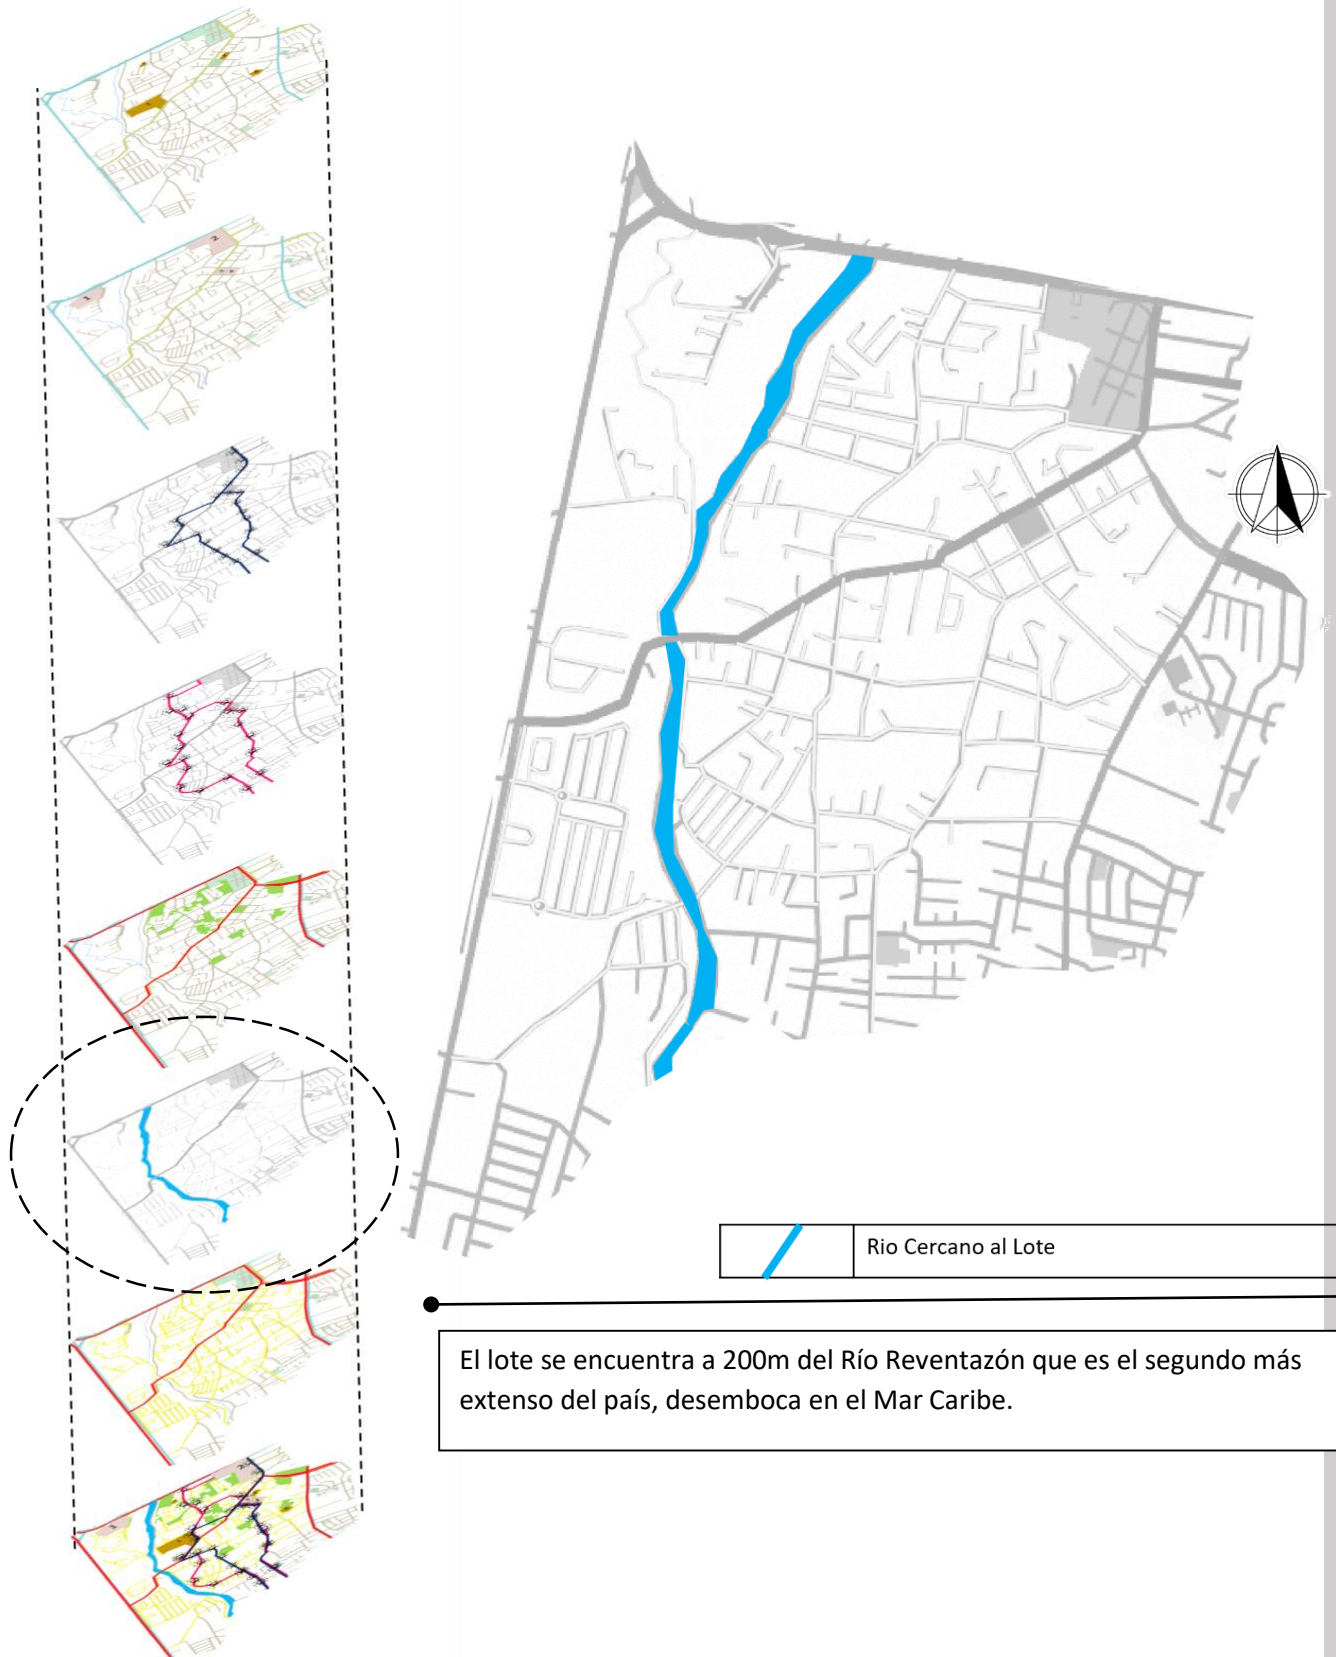 Rio Cercano al Lote
El lote se encuentra a 200m del Río Reventazón que es el segundo más
extenso del país, desemboca en el Mar Caribe.